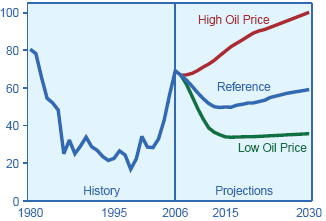 100
High Oil Price
80
Reference
60
40
Low Oil Price
20
History
Projections
0
1980
1995
2006
2015
2030